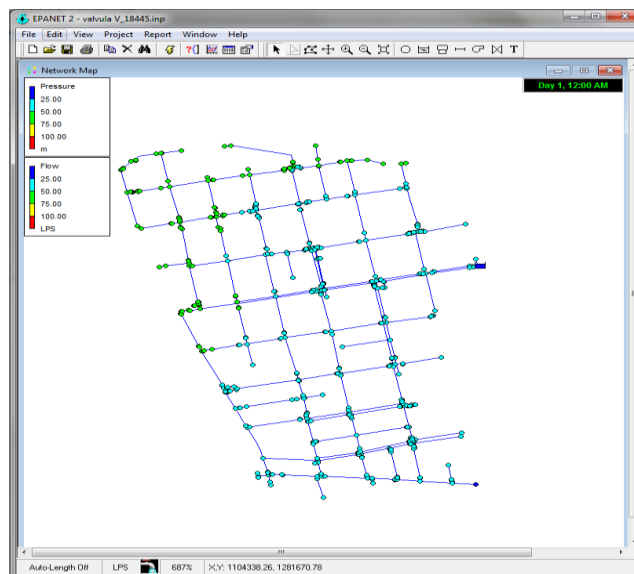 EPANET 2 - valvula V_18445.inp
File Edit View Project Report Window Help
T
Network Map
Day 1, 12:00 AM
Pressure
25.00
50.00
75.00
100.00
m
Flow
25.00
50.00
75.00
100.00
LPS
Auto-Length Off LPS 687% X,Y: 1104338.26, 1281670.78